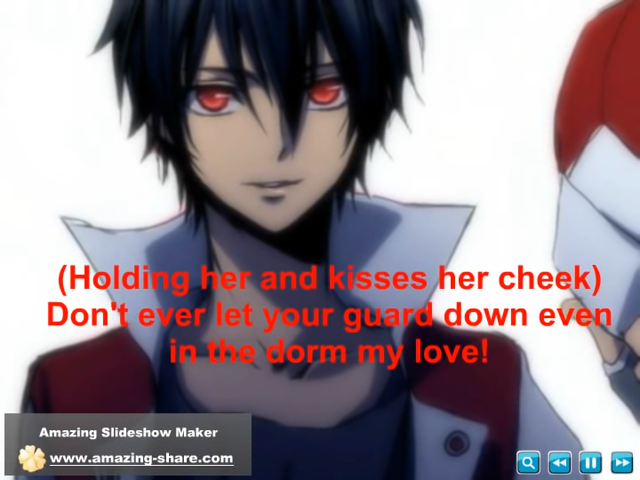 (Holding her and kisses her cheek)
Don't ever let your guard down even
in the dorm my love!
Amazing Slideshow Maker
www.amazing-share.com